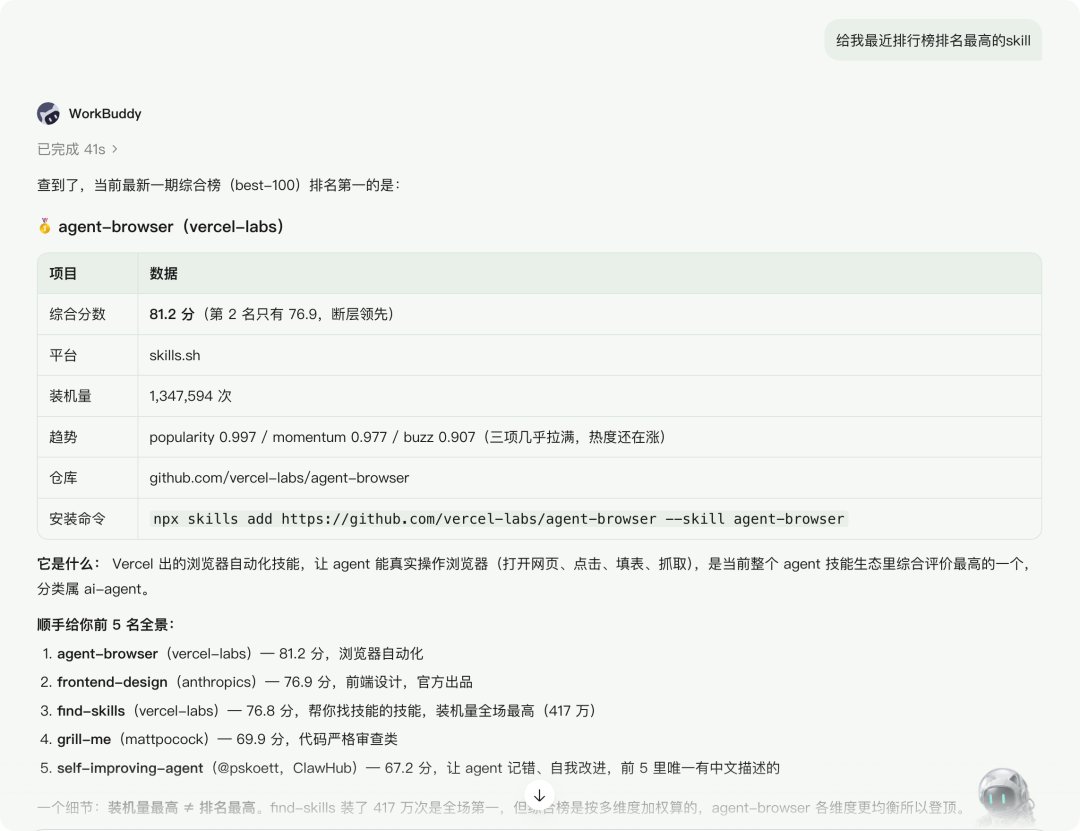 给我最近排行榜排名最高的skill
WorkBuddy
已完成 41s >
查到了，当前最新一期综合榜（best-100）排名第一的是：
🏅 agent-browser（vercel-labs）
项目 数据
综合分数 81.2 分（第 2 名只有 76.9，断层领先）
平台 skills.sh
装机量 1,347,594 次
趋势 popularity 0.997 / momentum 0.977 / buzz 0.907（三项几乎拉满，热度还在涨）
仓库 github.com/vercel-labs/agent-browser
安装命令 npx skills add https://github.com/vercel-labs/agent-browser --skill agent-browser
它是什么： Vercel 出的浏览器自动化技能，让 agent 能真实操作浏览器（打开网页、点击、填表、抓取），是当前整个 agent 技能生态里综合评价最高的一个，
分类属 ai-agent。
顺手给你前 5 名全景：
1. agent-browser（vercel-labs）— 81.2 分，浏览器自动化
2. frontend-design（anthropics）— 76.9 分，前端设计，官方出品
3. find-skills（vercel-labs）— 76.8 分，帮你找技能的技能，装机量全场最高（417 万）
4. grill-me（mattpocock）— 69.9 分，代码严格审查类
5. self-improving-agent（@pskoett，ClawHub）— 67.2 分，让 agent 记错、自我改进，前 5 里唯一有中文描述的
一个细节：装机量最高 ≠ 排名最高。find-skills 装了 417 万次是全场第一，但综合榜是按多维度加权算的，agent-browser 各维度更均衡所以登顶。